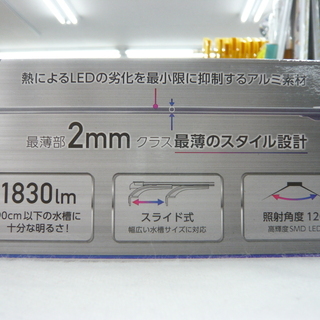 熱によるLEDの劣化を最小限に抑制するアルミ素材
最薄部 2mm クラス最薄のスタイル設計
1830lm
90cm以下の水槽に
十分な明るさ!
スライド式
幅広い水槽サイズに対応
照射角度 12
高輝度SMD LE